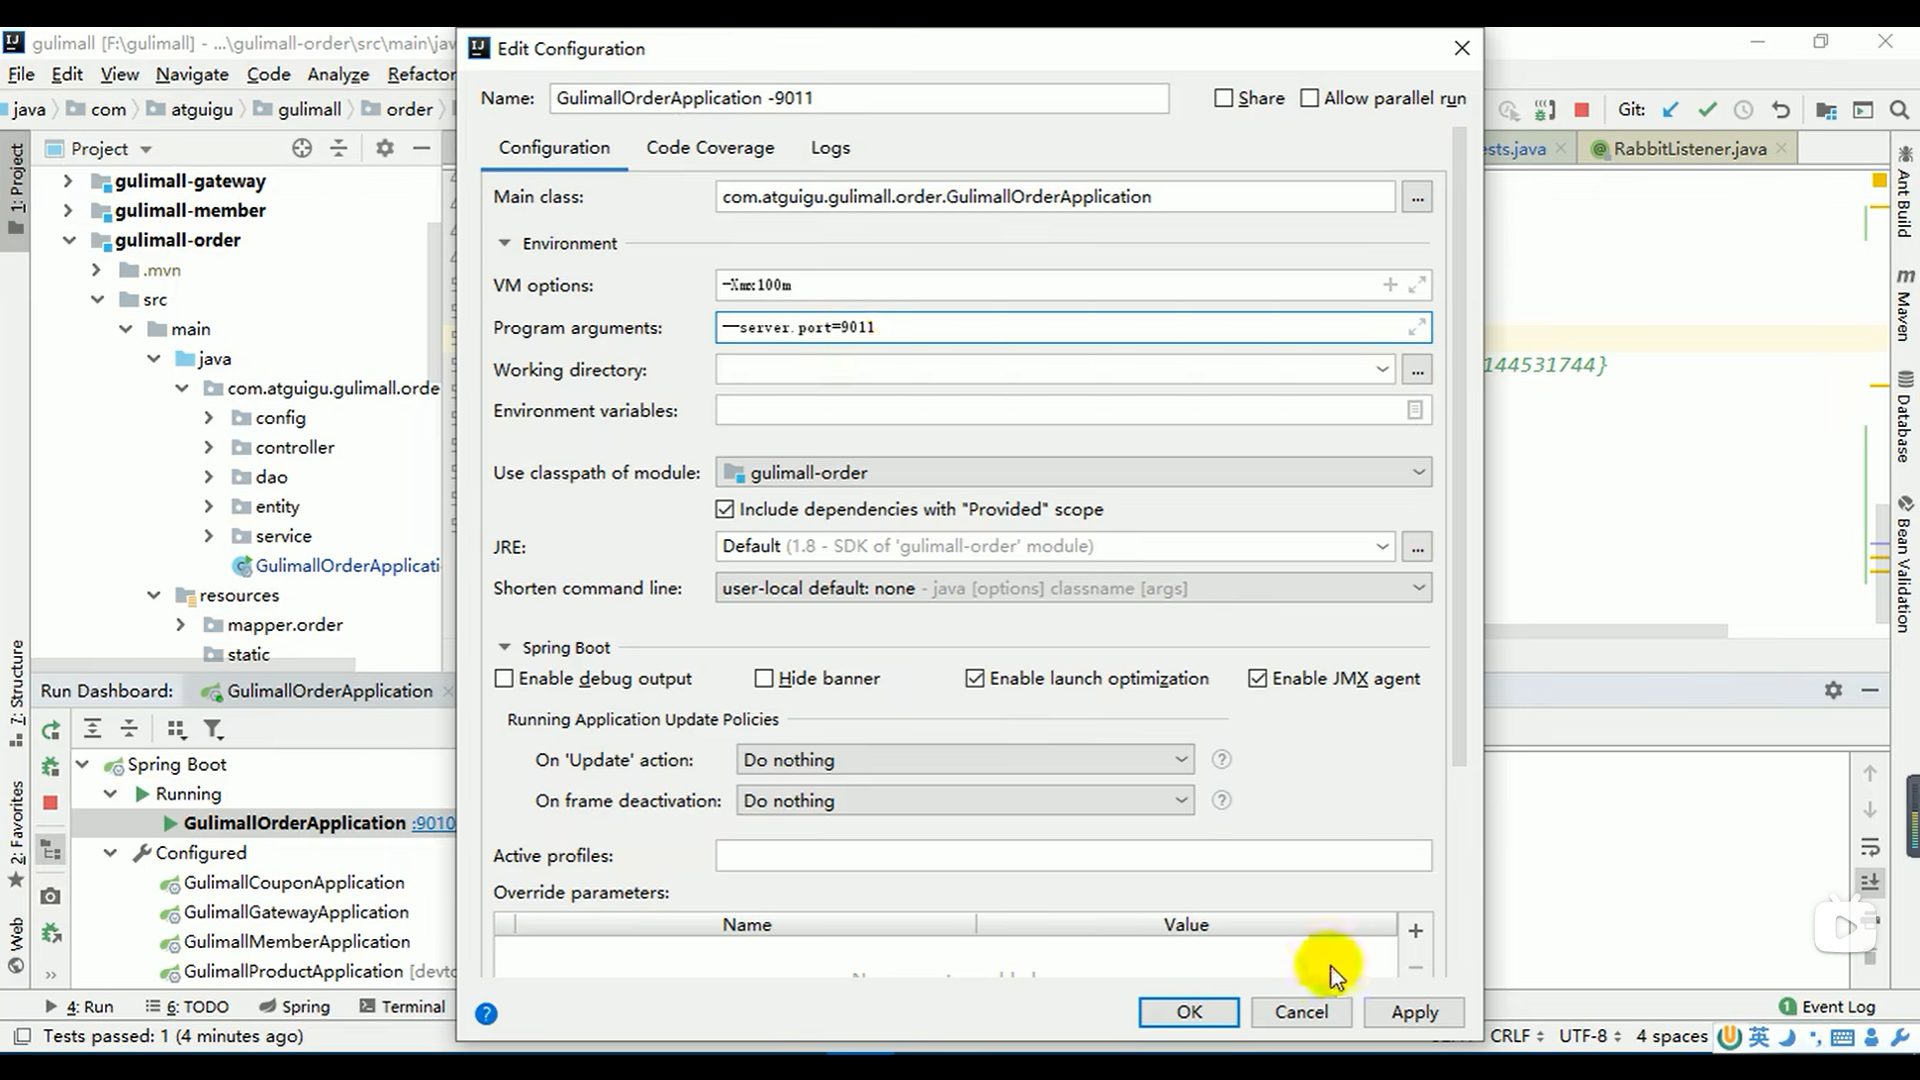 gulimall [F:\gulimall] - ...\gulimall-order\src\main\jav
File Edit View Navigate Code Analyze Refactor
java com atguigu gulimall order
Git:
Edit Configuration
Name: GulimallOrderApplication -9011
Share Allow parallel run
Configuration Code Coverage Logs
Main class: com.atguigu.gulimall.order.GulimallOrderApplication ...
Environment
VM options: -Xmx100m
Program arguments: --server.port=9011
Working directory: ...
Environment variables:
Use classpath of module: gulimall-order
Include dependencies with "Provided" scope
JRE: Default (1.8 - SDK of 'gulimall-order' module) ...
Shorten command line: user-local default: none - java [options] classname [args]
Spring Boot
Enable debug output Hide banner Enable launch optimization Enable JMX agent
Running Application Update Policies
On 'Update' action: Do nothing ?
On frame deactivation: Do nothing ?
Active profiles:
Override parameters:
Name Value
? OK Cancel Apply
1: Project
Project
gulimall-gateway
gulimall-member
gulimall-order
.mvn
src
main
java
com.atguigu.gulimall.orde
config
controller
dao
entity
service
GulimallOrderApplicati
resources
mapper.order
static
7: Structure
2: Favorites
Web
Run Dashboard: GulimallOrderApplication
Spring Boot
Running
GulimallOrderApplication :9010
Configured
GulimallCouponApplication
GulimallGatewayApplication
GulimallMemberApplication
GulimallProductApplication [devto
4: Run 6: TODO Spring Terminal
Tests passed: 1 (4 minutes ago)
ests.java RabbitListener.java
144531744}
Ant Build
Maven
Database
Bean Validation
1 Event Log
CRLF UTF-8 4 spaces 英